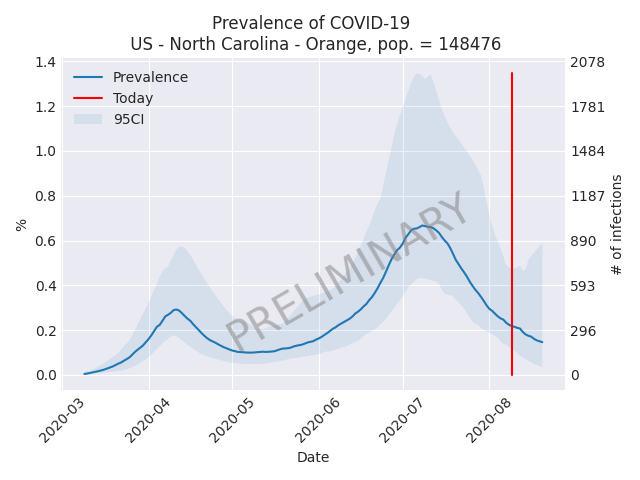 Prevalence of COVID-19
US - North Carolina - Orange, pop. = 148476
Prevalence
Today
95CI
PRELIMINARY
%
1.4
1.2
1.0
0.8
0.6
0.4
0.2
0.0
2078
1781
1484
1187
890
593
296
0
# of infections
2020-03
2020-04
2020-05
2020-06
2020-07
2020-08
Date